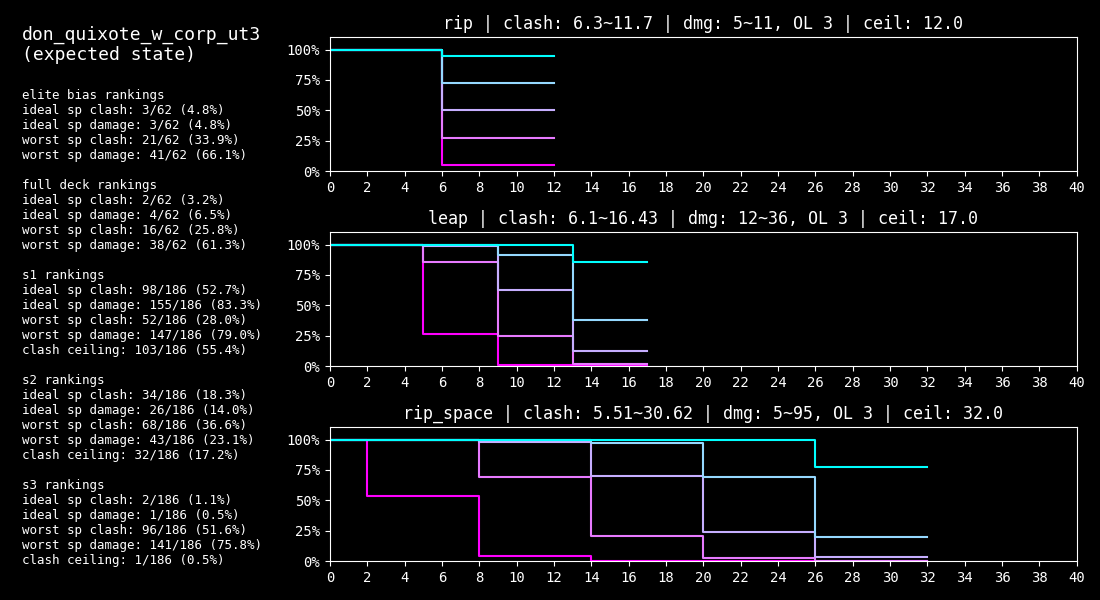 don_quixote_w_corp_ut3
(expected state)
elite bias rankings
ideal sp clash: 3/62 (4.8%)
ideal sp damage: 3/62 (4.8%)
worst sp clash: 21/62 (33.9%)
worst sp damage: 41/62 (66.1%)
full deck rankings
ideal sp clash: 2/62 (3.2%)
ideal sp damage: 4/62 (6.5%)
worst sp clash: 16/62 (25.8%)
worst sp damage: 38/62 (61.3%)
s1 rankings
ideal sp clash: 98/186 (52.7%)
ideal sp damage: 155/186 (83.3%)
worst sp clash: 52/186 (28.0%)
worst sp damage: 147/186 (79.0%)
clash ceiling: 103/186 (55.4%)
s2 rankings
ideal sp clash: 34/186 (18.3%)
ideal sp damage: 26/186 (14.0%)
worst sp clash: 68/186 (36.6%)
worst sp damage: 43/186 (23.1%)
clash ceiling: 32/186 (17.2%)
s3 rankings
ideal sp clash: 2/186 (1.1%)
ideal sp damage: 1/186 (0.5%)
worst sp clash: 96/186 (51.6%)
worst sp damage: 141/186 (75.8%)
clash ceiling: 1/186 (0.5%)
rip | clash: 6.3~11.7 | dmg: 5~11, OL 3 | ceil: 12.0
100%
75%
50%
25%
0%
0 2 4 6 8 10 12 14 16 18 20 22 24 26 28 30 32 34 36 38 40
leap | clash: 6.1~16.43 | dmg: 12~36, OL 3 | ceil: 17.0
100%
75%
50%
25%
0%
0 2 4 6 8 10 12 14 16 18 20 22 24 26 28 30 32 34 36 38 40
rip_space | clash: 5.51~30.62 | dmg: 5~95, OL 3 | ceil: 32.0
100%
75%
50%
25%
0%
0 2 4 6 8 10 12 14 16 18 20 22 24 26 28 30 32 34 36 38 40